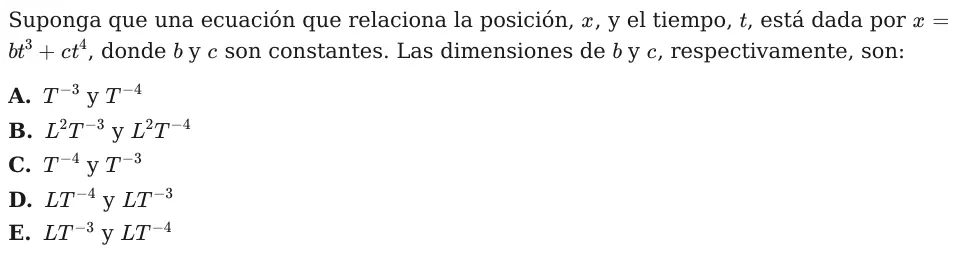 Suponga que una ecuación que relaciona la posición, x, y el tiempo, t, está dada por x =
bt³ + ct⁴, donde b y c son constantes. Las dimensiones de b y c, respectivamente, son:
A. T⁻³ y T⁻⁴
B. L²T⁻³ y L²T⁻⁴
C. T⁻⁴ y T⁻³
D. LT⁻⁴ y LT⁻³
E. LT⁻³ y LT⁻⁴